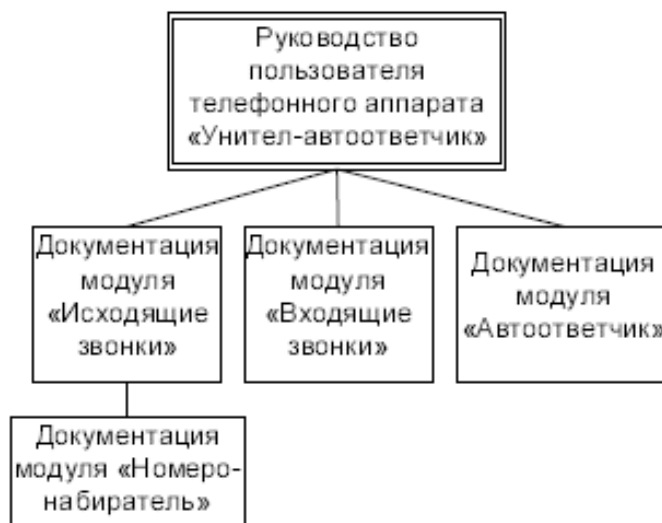 Руководство
пользователя
телефонного аппарата
«Унител-автоответчик»
Документация
модуля
«Исходящие
звонки»
Документация
модуля
«Входящие
звонки»
Документация
модуля
«Автоответчик»
Документация
модуля «Номеро-
набиратель»